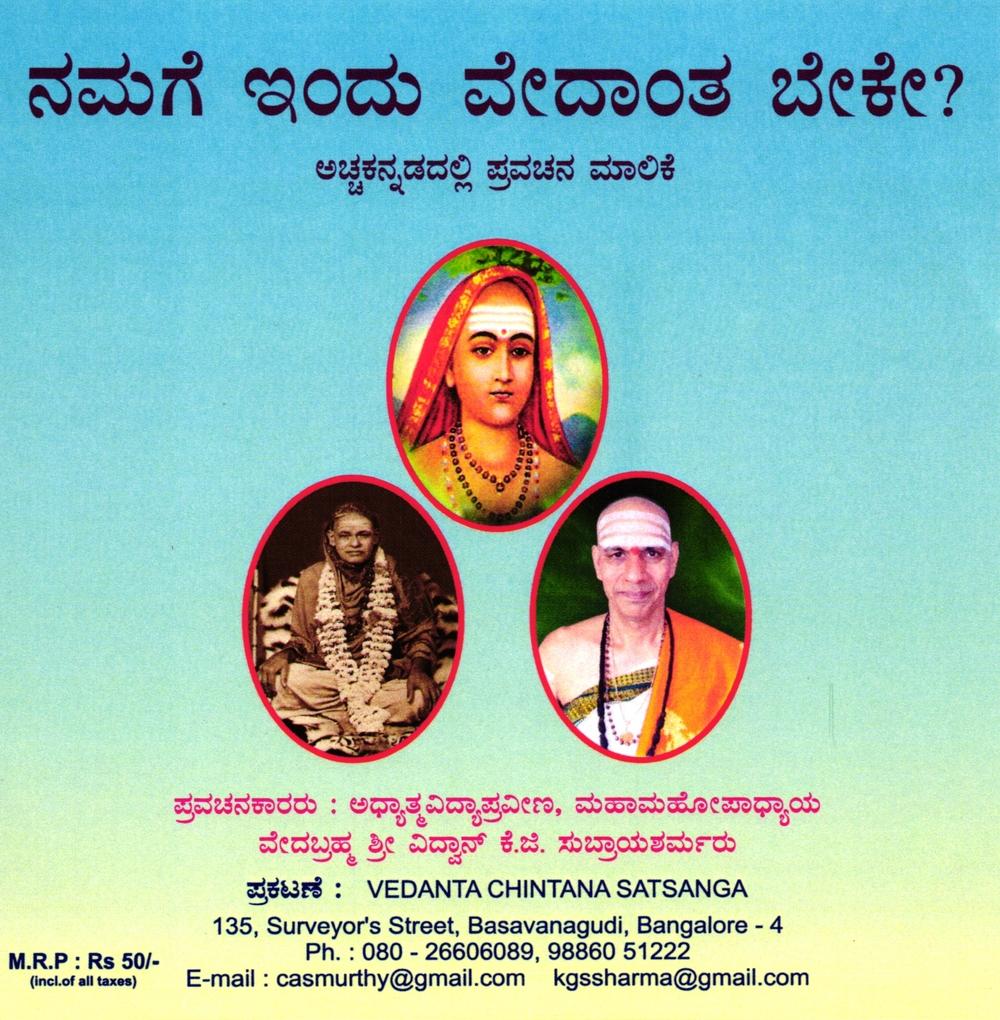 ನಮಗೆ ಇಂದು ವೇದಾಂತ ಬೇಕೇ?
ಅಚ್ಚಕನ್ನಡದಲ್ಲಿ ಪ್ರವಚನ ಮಾಲಿಕೆ
ಪ್ರವಚನಕಾರರು : ಅಧ್ಯಾತ್ಮವಿದ್ಯಾಪ್ರವೀಣ, ಮಹಾಮಹೋಪಾಧ್ಯಾಯ
ವೇದಬ್ರಹ್ಮ ಶ್ರೀ ವಿದ್ವಾನ್ ಕೆ.ಜಿ. ಸುಬ್ರಾಯಶರ್ಮರು
ಪ್ರಕಟಣೆ : VEDANTA CHINTANA SATSANGA
135, Surveyor's Street, Basavanagudi, Bangalore - 4
Ph. : 080 - 26606089, 98860 51222
E-mail : casmurthy@gmail.com kgssharma@gmail.com
M.R.P : Rs 50/-
(incl.of all taxes)